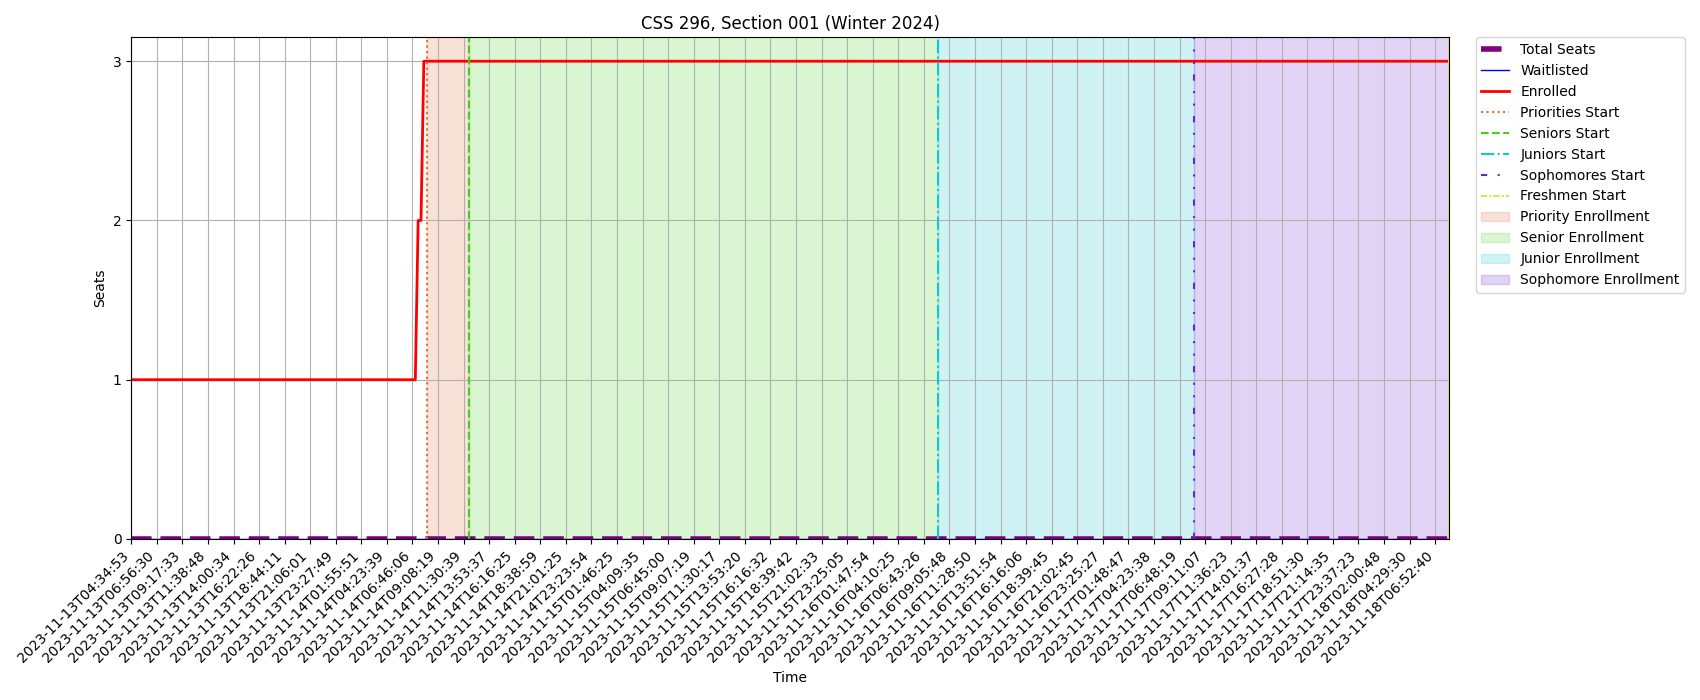 CSS 296, Section 001 (Winter 2024)
3
2
1
0
Seats
2023-11-13T04:34:53
2023-11-13T06:56:30
2023-11-13T09:17:33
2023-11-13T11:38:48
2023-11-13T14:00:34
2023-11-13T16:22:26
2023-11-13T18:44:11
2023-11-13T21:06:01
2023-11-13T23:27:49
2023-11-14T01:55:51
2023-11-14T04:23:39
2023-11-14T06:46:06
2023-11-14T09:08:19
2023-11-14T11:30:39
2023-11-14T13:53:37
2023-11-14T16:16:25
2023-11-14T18:38:59
2023-11-14T21:01:25
2023-11-14T23:23:54
2023-11-15T01:46:25
2023-11-15T04:09:35
2023-11-15T06:45:00
2023-11-15T09:07:19
2023-11-15T11:30:17
2023-11-15T13:53:20
2023-11-15T16:16:32
2023-11-15T18:39:42
2023-11-15T21:02:33
2023-11-15T23:25:05
2023-11-16T01:47:54
2023-11-16T04:10:25
2023-11-16T06:43:26
2023-11-16T09:05:48
2023-11-16T11:28:50
2023-11-16T13:51:54
2023-11-16T16:16:06
2023-11-16T18:39:45
2023-11-16T21:02:45
2023-11-16T23:25:27
2023-11-17T01:48:47
2023-11-17T04:23:38
2023-11-17T06:48:19
2023-11-17T09:11:07
2023-11-17T11:36:23
2023-11-17T14:01:37
2023-11-17T16:27:28
2023-11-17T18:51:30
2023-11-17T21:14:35
2023-11-17T23:37:23
2023-11-18T02:00:48
2023-11-18T04:29:30
2023-11-18T06:52:40
Time
Total Seats
Waitlisted
Enrolled
Priorities Start
Seniors Start
Juniors Start
Sophomores Start
Freshmen Start
Priority Enrollment
Senior Enrollment
Junior Enrollment
Sophomore Enrollment